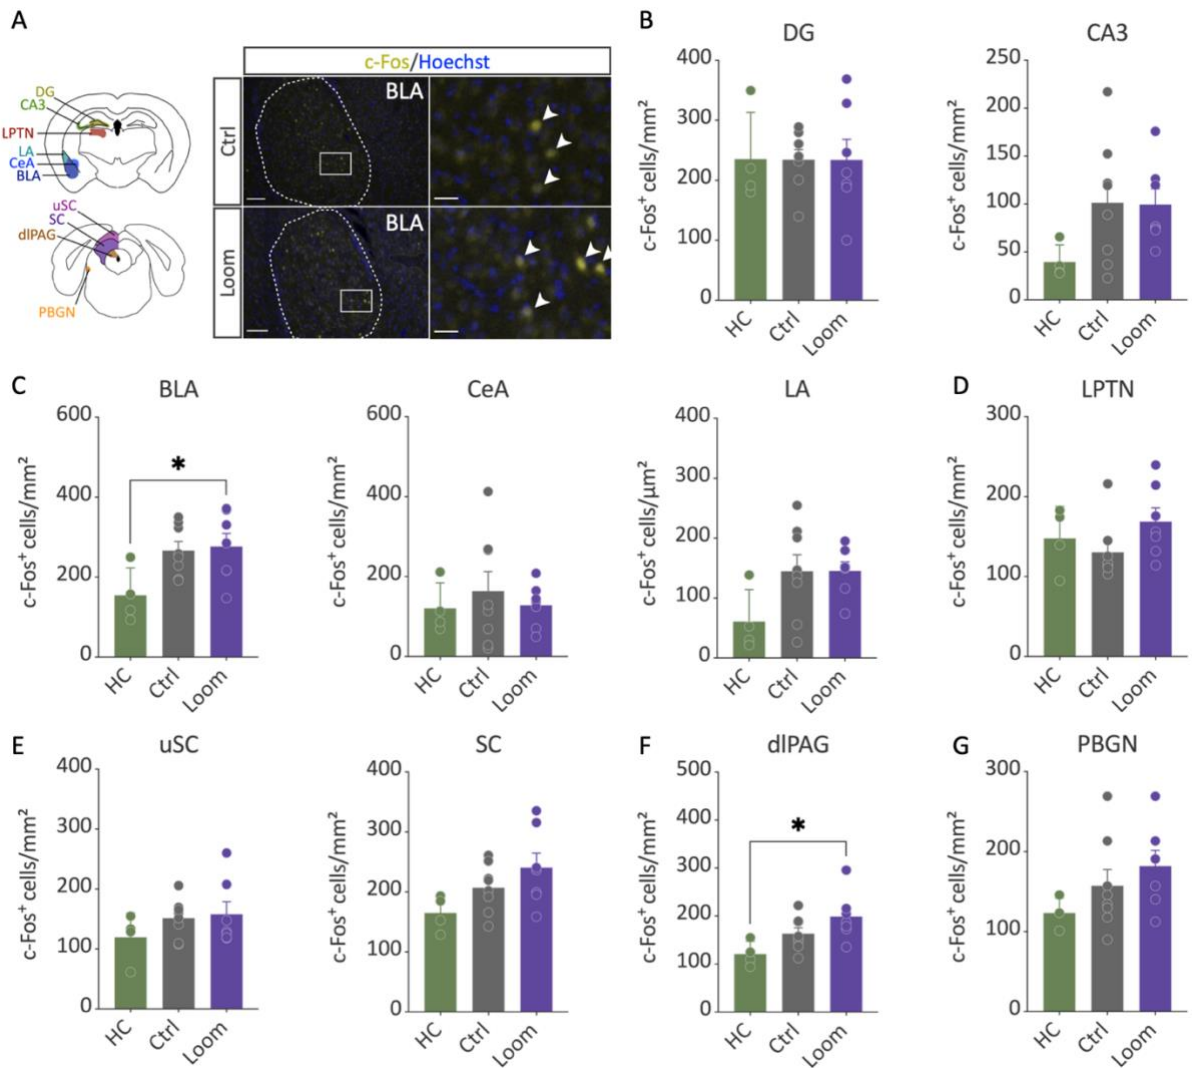 A
c-Fos/Hoechst
DG
CA3
LPTN
LA
CeA
BLA
uSC
SC
dlPAG
PBGN
Ctrl
BLA
Loom
BLA
B
DG
c-Fos⁺ cells/mm²
400
300
200
100
0
HC
Ctrl
Loom
CA3
c-Fos⁺ cells/mm²
250
200
150
100
50
0
HC
Ctrl
Loom
C
BLA
c-Fos⁺ cells/mm²
600
400
200
0
*
HC
Ctrl
Loom
CeA
c-Fos⁺ cells/mm²
600
400
200
0
HC
Ctrl
Loom
LA
c-Fos⁺ cells/µm²
400
300
200
100
0
HC
Ctrl
Loom
D
LPTN
c-Fos⁺ cells/mm²
300
200
100
0
HC
Ctrl
Loom
E
uSC
c-Fos⁺ cells/mm²
400
300
200
100
0
HC
Ctrl
Loom
SC
c-Fos⁺ cells/mm²
400
300
200
100
0
HC
Ctrl
Loom
F
dlPAG
c-Fos⁺ cells/mm²
500
400
300
200
100
0
*
HC
Ctrl
Loom
G
PBGN
c-Fos⁺ cells/mm²
300
200
100
0
HC
Ctrl
Loom